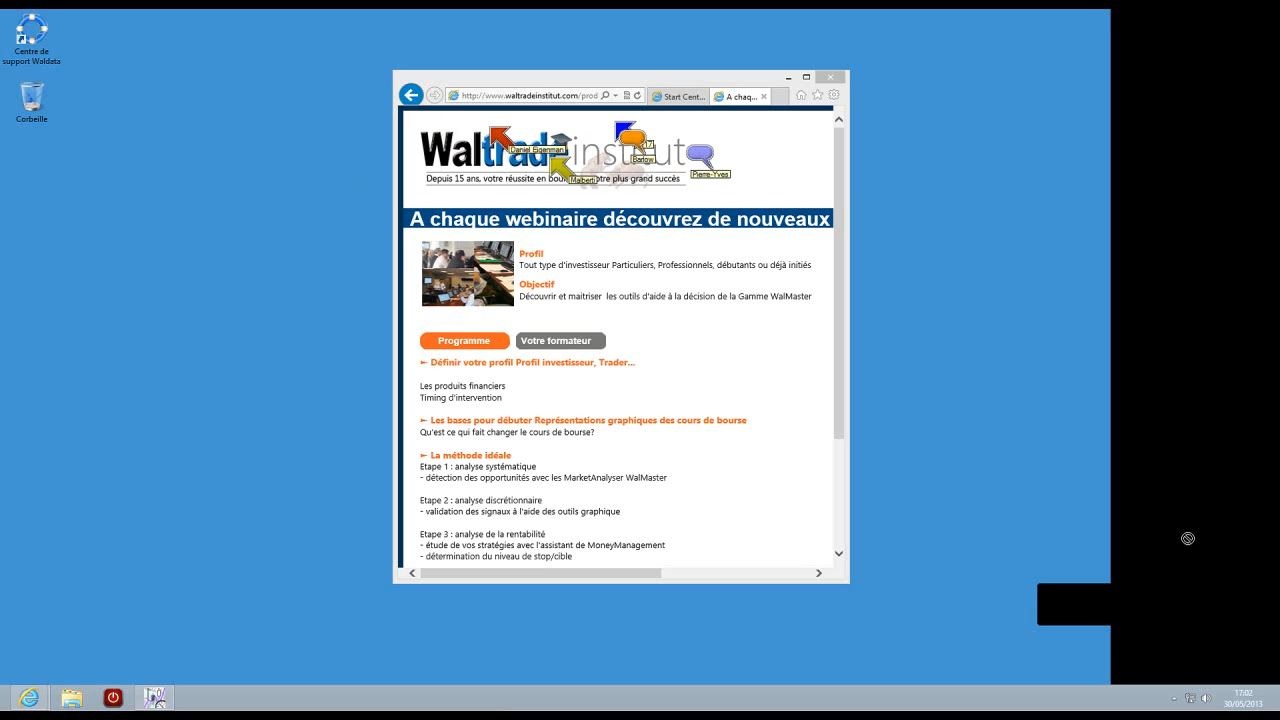 Centre de
support Waldata
Corbeille
http://www.waltradeinstitut.com/prod
Start Cent...
A chaq...
Waltrade institut
Daniel Eigenman
Malberti
Barlow
Pierre-Yves
Depuis 15 ans, votre réussite en bou otre plus grand succès
A chaque webinaire découvrez de nouveaux
Profil
Tout type d'investisseur Particuliers, Professionnels, débutants ou déjà initiés
Objectif
Découvrir et maitriser les outils d'aide à la décision de la Gamme WalMaster
Programme
Votre formateur
► Définir votre profil Profil investisseur, Trader...
Les produits financiers
Timing d'intervention
► Les bases pour débuter Représentations graphiques des cours de bourse
Qu'est ce qui fait changer le cours de bourse?
► La méthode idéale
Etape 1 : analyse systématique
- détection des opportunités avec les MarketAnalyser WalMaster
Etape 2 : analyse discrétionnaire
- validation des signaux à l'aide des outils graphique
Etape 3 : analyse de la rentabilité
- étude de vos stratégies avec l'assistant de MoneyManagement
- détermination du niveau de stop/cible
17:02
30/05/2013